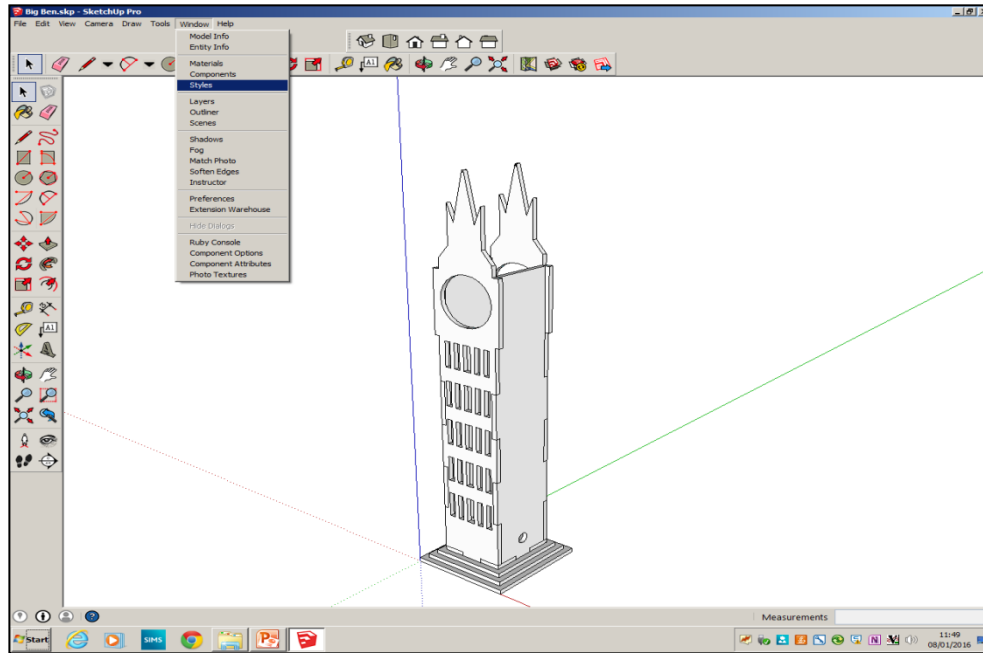 Big Ben.skp - SketchUp Pro
File Edit View Camera Draw Tools Window Help
Model Info
Entity Info
Materials
Components
Styles
Layers
Outliner
Scenes
Shadows
Fog
Match Photo
Soften Edges
Instructor
Preferences
Extension Warehouse
Hide Dialogs
Ruby Console
Component Options
Component Attributes
Photo Textures
A1
A1
Measurements
Start
SIMS
11:49
08/01/2016